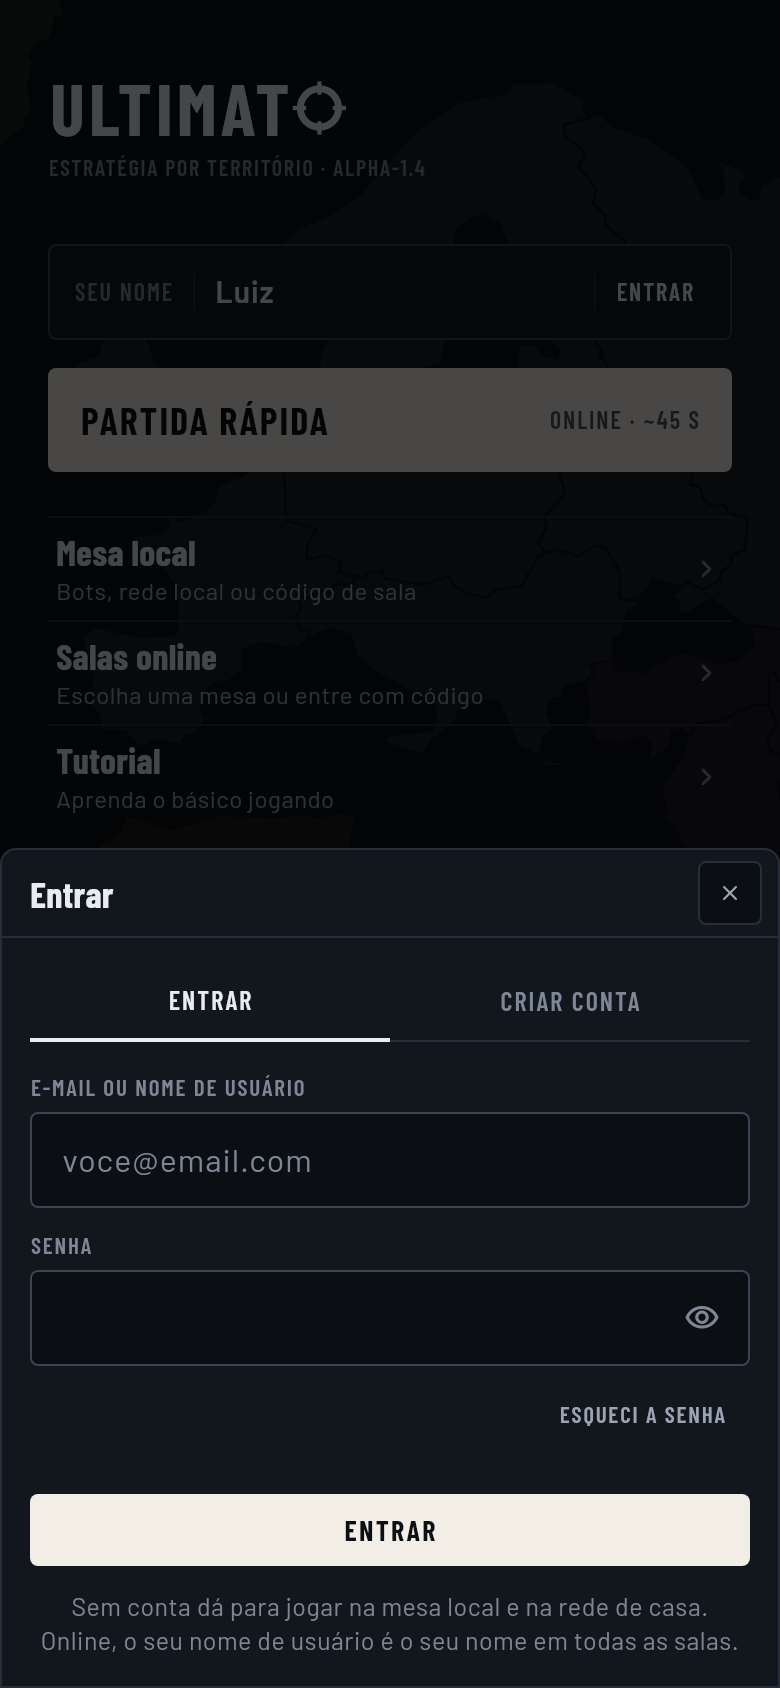 ULTIMATO
ESTRATÉGIA POR TERRITÓRIO · ALPHA-1.4
SEU NOME Luiz ENTRAR
PARTIDA RÁPIDA ONLINE · ~45 S
Mesa local
Bots, rede local ou código de sala
Salas online
Escolha uma mesa ou entre com código
Tutorial
Aprenda o básico jogando
Entrar
ENTRAR CRIAR CONTA
E-MAIL OU NOME DE USUÁRIO
voce@email.com
SENHA
ESQUECI A SENHA
ENTRAR
Sem conta dá para jogar na mesa local e na rede de casa.
Online, o seu nome de usuário é o seu nome em todas as salas.